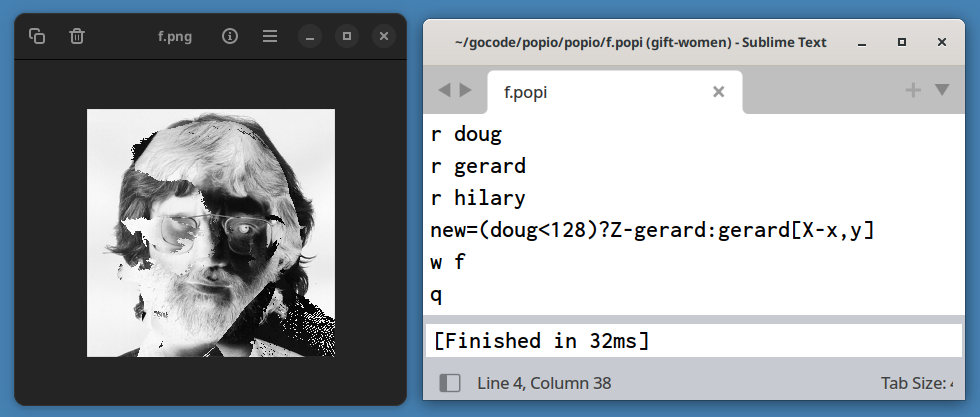 f.png
~/gocode/popio/popio/f.popi (gift-women) - Sublime Text
f.popi
r doug
r gerard
r hilary
new=(doug<128)?Z-gerard:gerard[X-x,y]
w f
q
[Finished in 32ms]
Line 4, Column 38
Tab Size: